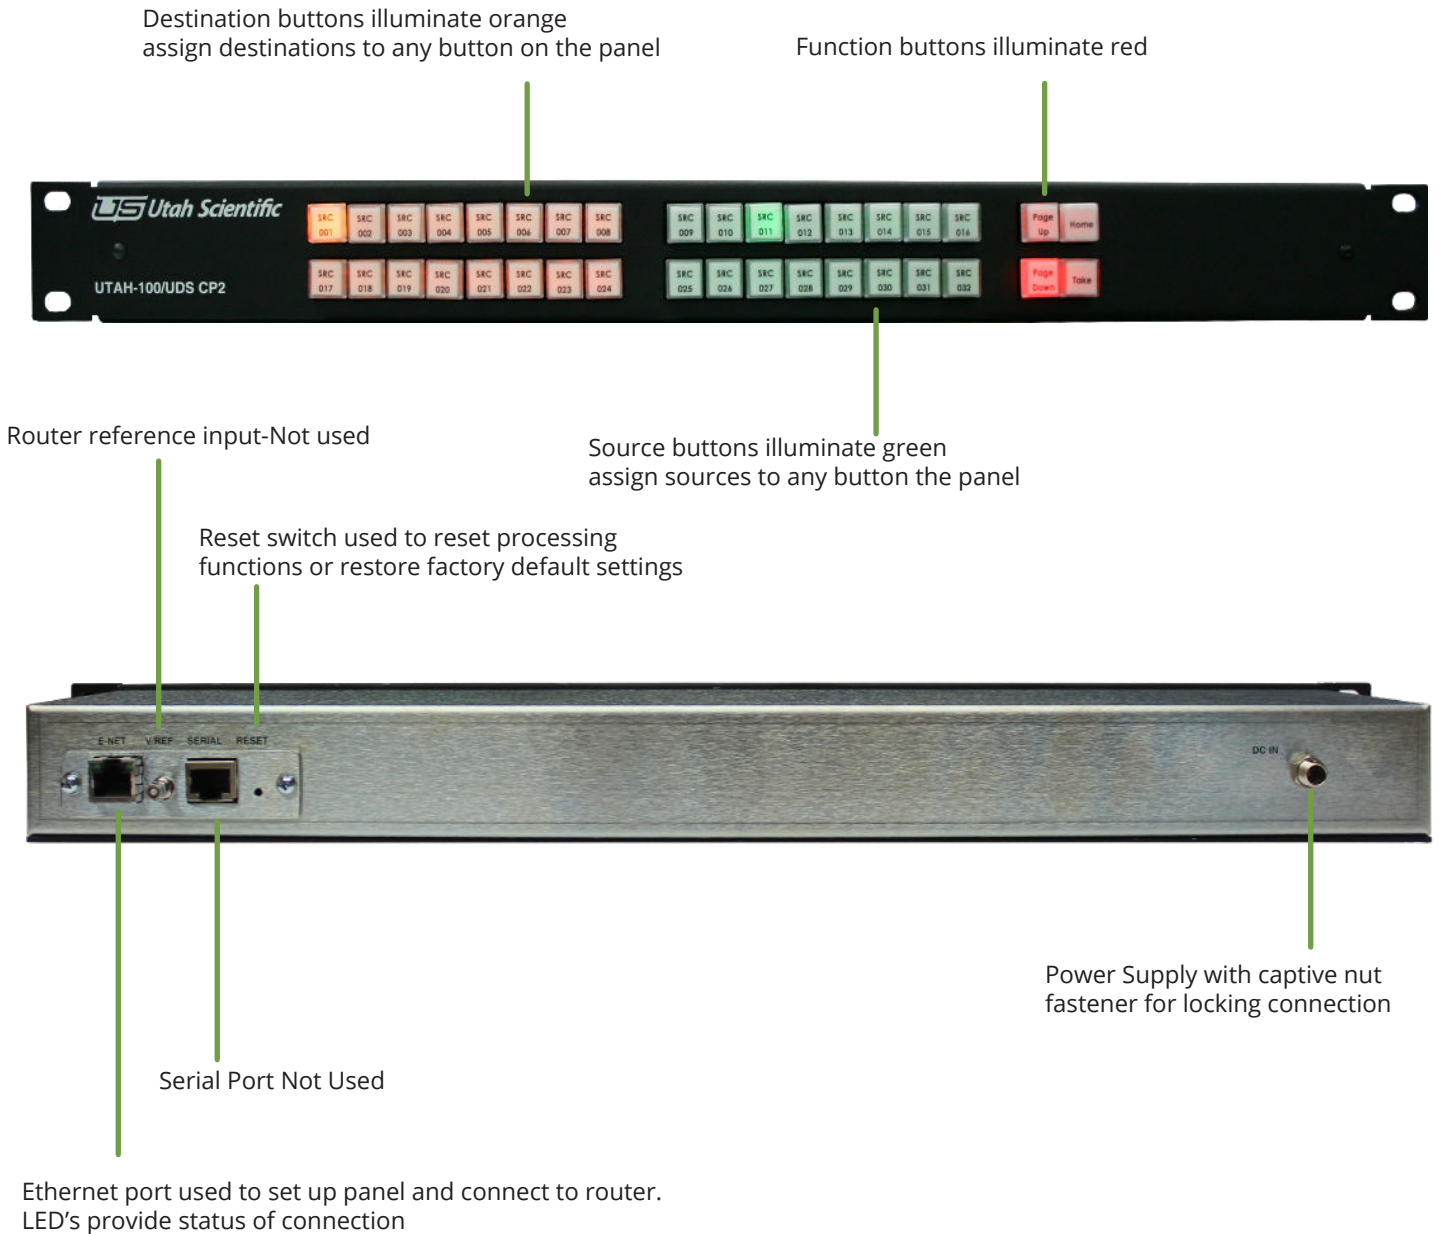 Destination buttons illuminate orange
assign destinations to any button on the panel
Function buttons illuminate red
US Utah Scientific
UTAH-100/UDS CP2
SRC 001 SRC 002 SRC 003 SRC 004 SRC 005 SRC 006 SRC 007 SRC 008
SRC 009 SRC 010 SRC 011 SRC 012 SRC 013 SRC 014 SRC 015 SRC 016
Page Up Home
SRC 017 SRC 018 SRC 019 SRC 020 SRC 021 SRC 022 SRC 023 SRC 024
SRC 025 SRC 026 SRC 027 SRC 028 SRC 029 SRC 030 SRC 031 SRC 032
Page Down Take
Source buttons illuminate green
assign sources to any button the panel
Router reference input-Not used
Reset switch used to reset processing
functions or restore factory default settings
E-NET V REF SERIAL RESET
DC IN
Power Supply with captive nut
fastener for locking connection
Serial Port Not Used
Ethernet port used to set up panel and connect to router.
LED's provide status of connection